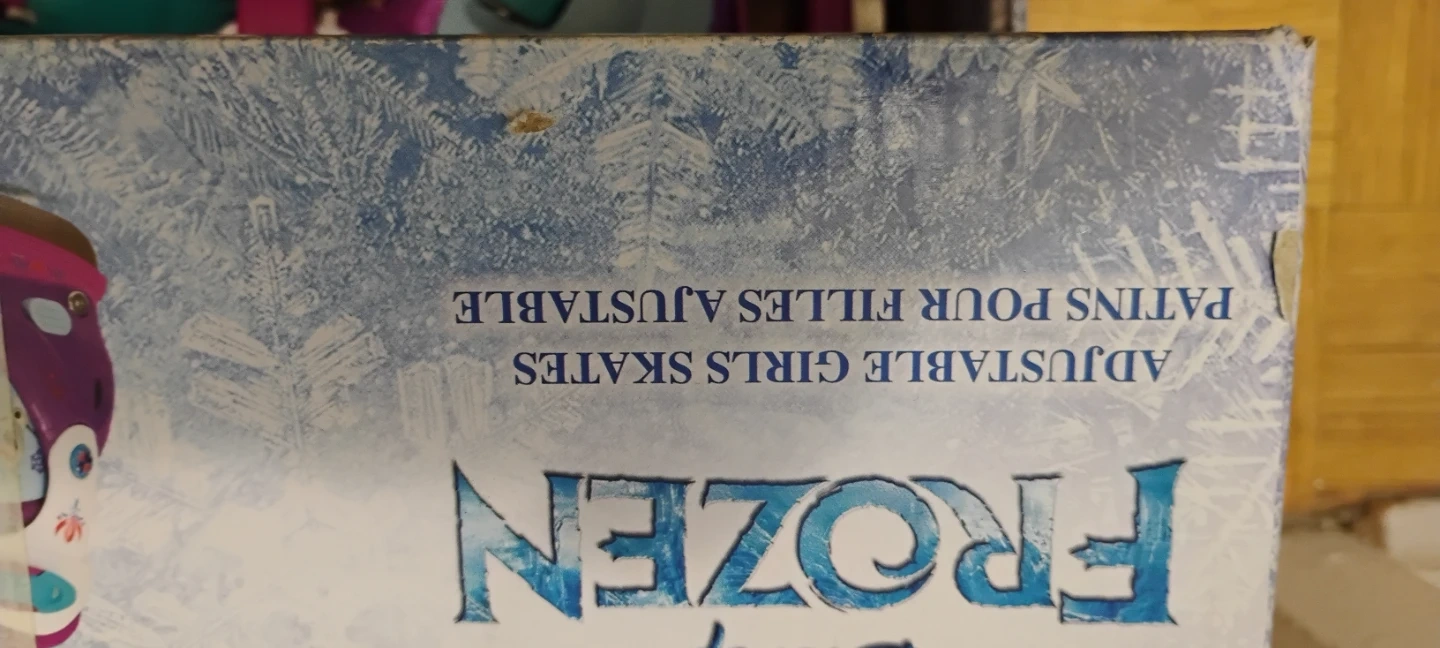 FROZEN
ADJUSTABLE GIRLS SKATES
PATINS POUR FILLES AJUSTABLE